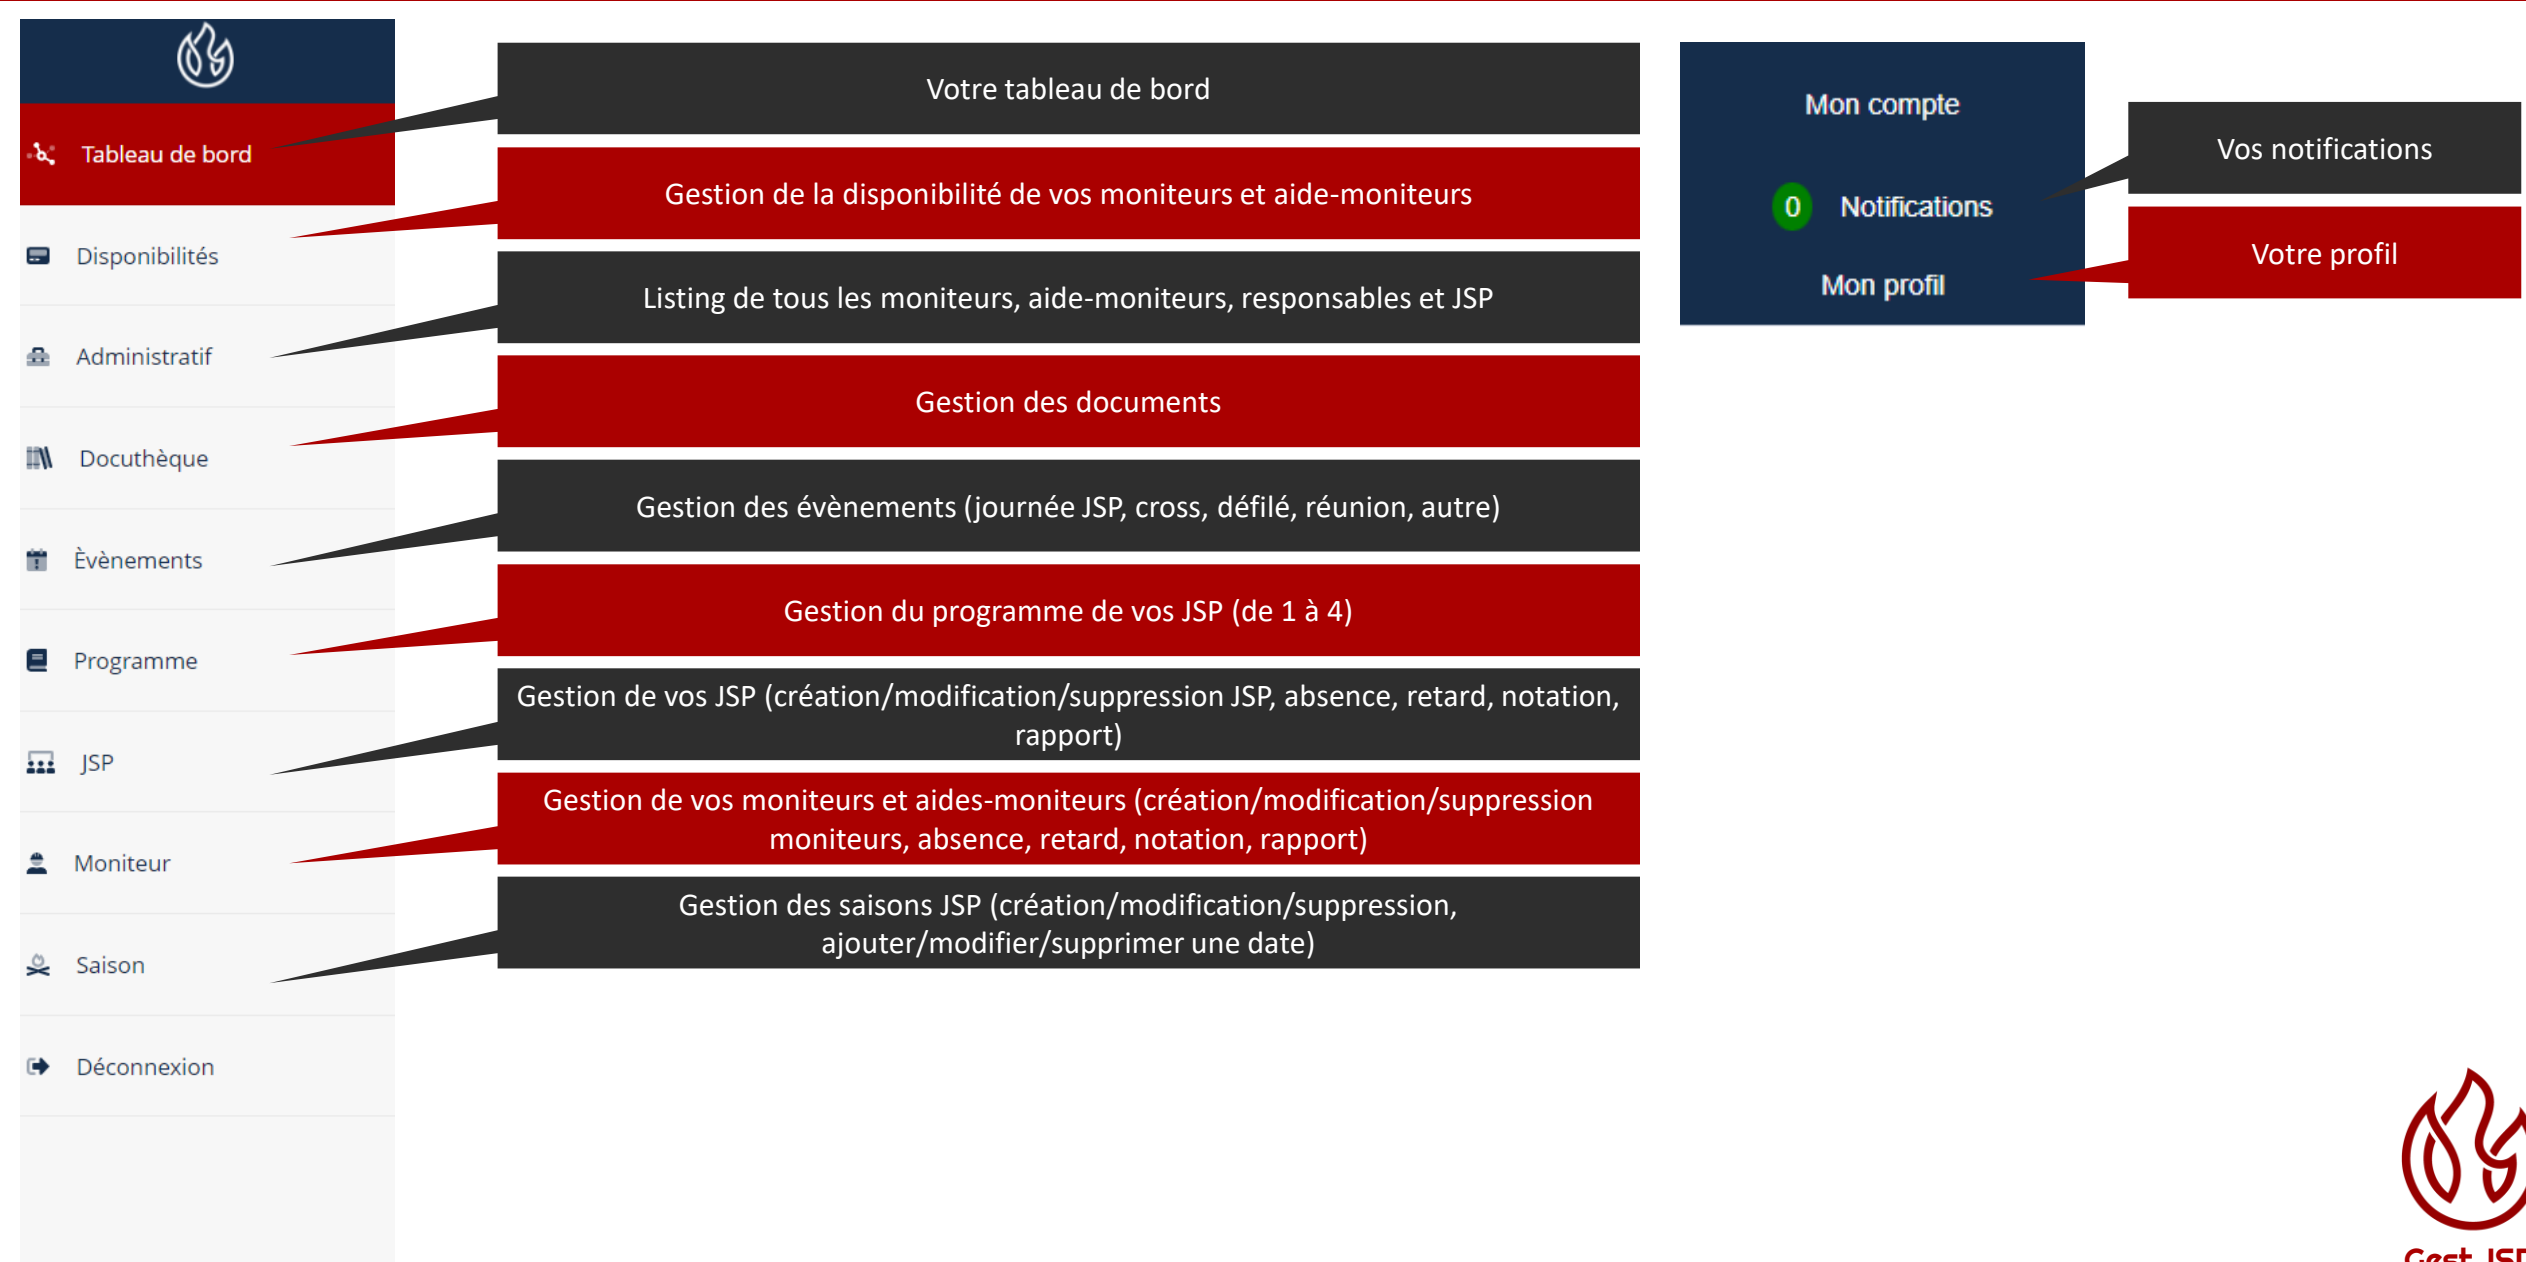 Tableau de bord
Disponibilités
Administratif
Docuthèque
Èvènements
Programme
JSP
Moniteur
Saison
Déconnexion
Votre tableau de bord
Gestion de la disponibilité de vos moniteurs et aide-moniteurs
Listing de tous les moniteurs, aide-moniteurs, responsables et JSP
Gestion des documents
Gestion des évènements (journée JSP, cross, défilé, réunion, autre)
Gestion du programme de vos JSP (de 1 à 4)
Gestion de vos JSP (création/modification/suppression JSP, absence, retard, notation,
rapport)
Gestion de vos moniteurs et aides-moniteurs (création/modification/suppression
moniteurs, absence, retard, notation, rapport)
Gestion des saisons JSP (création/modification/suppression,
ajouter/modifier/supprimer une date)
Mon compte
0 Notifications
Mon profil
Vos notifications
Votre profil
Gest JSP